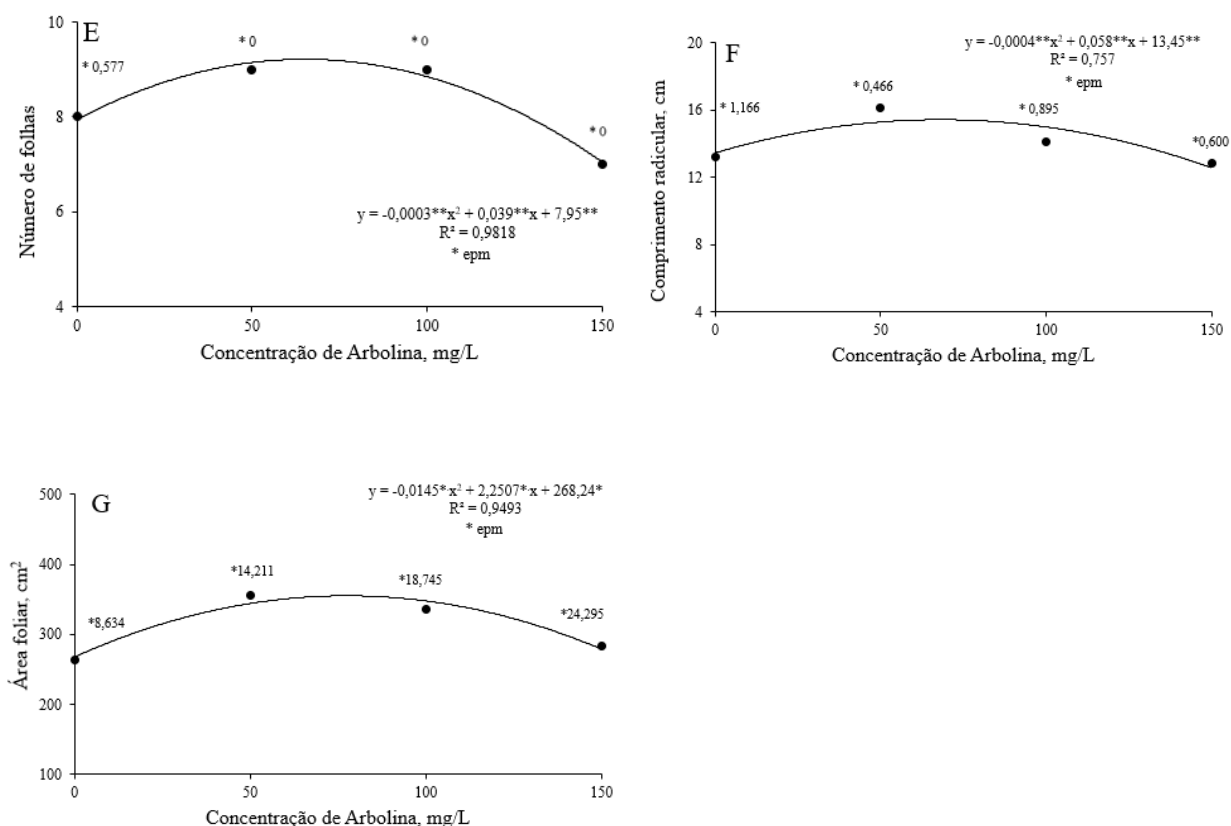 E
10
8
6
4
* 0,577
* 0
* 0
* 0
y = -0,0003**x² + 0,039**x + 7,95**
R² = 0,9818
* epm
0
50
100
150
Número de folhas
Concentração de Arbolina, mg/L
F
20
16
12
8
4
y = -0,0004**x² + 0,058**x + 13,45**
R² = 0,757
* epm
* 1,166
* 0,466
* 0,895
*0,600
0
50
100
150
Comprimento radicular, cm
Concentração de Arbolina, mg/L
G
500
400
300
200
100
y = -0,0145* x² + 2,2507* x + 268,24*
R² = 0,9493
* epm
*8,634
*14,211
*18,745
*24,295
0
50
100
150
Área foliar, cm²
Concentração de Arbolina, mg/L